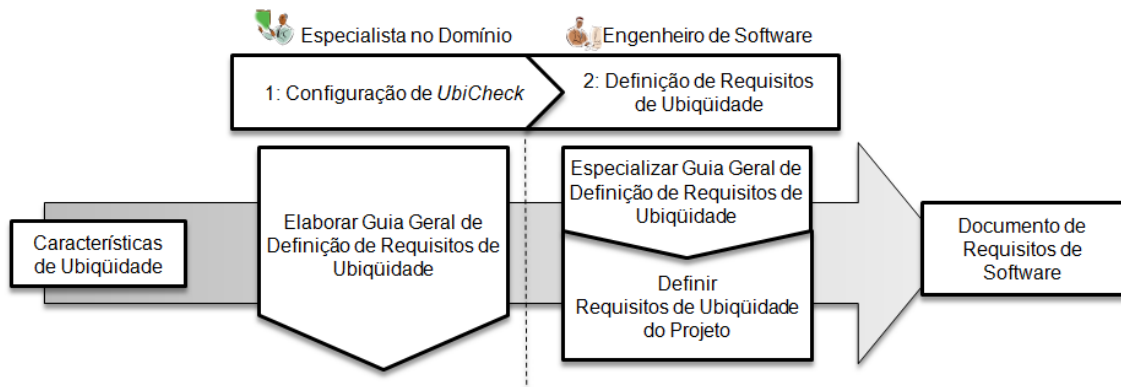 Especialista no Domínio
Engenheiro de Software
1: Configuração de UbiCheck
2: Definição de Requisitos
de Ubiqüidade
Características
de Ubiqüidade
Elaborar Guia Geral de
Definição de Requisitos de
Ubiqüidade
Especializar Guia Geral de
Definição de Requisitos de
Ubiqüidade
Definir
Requisitos de Ubiqüidade
do Projeto
Documento de
Requisitos de
Software